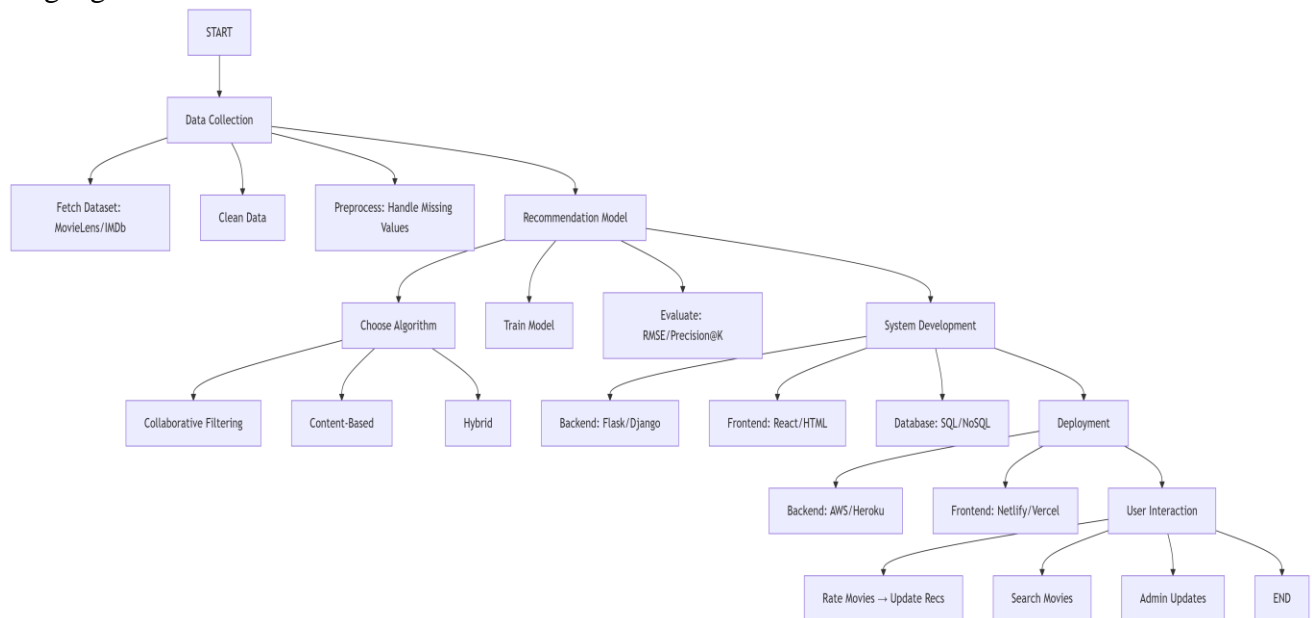 START
Data Collection
Fetch Dataset:
MovieLens/IMDb
Clean Data
Preprocess: Handle Missing
Values
Recommendation Model
Choose Algorithm
Train Model
Evaluate:
RMSE/Precision@K
System Development
Collaborative Filtering
Content-Based
Hybrid
Backend: Flask/Django
Frontend: React/HTML
Database: SQL/NoSQL
Deployment
Backend: AWS/Heroku
Frontend: Netlify/Vercel
User Interaction
Rate Movies → Update Recs
Search Movies
Admin Updates
END